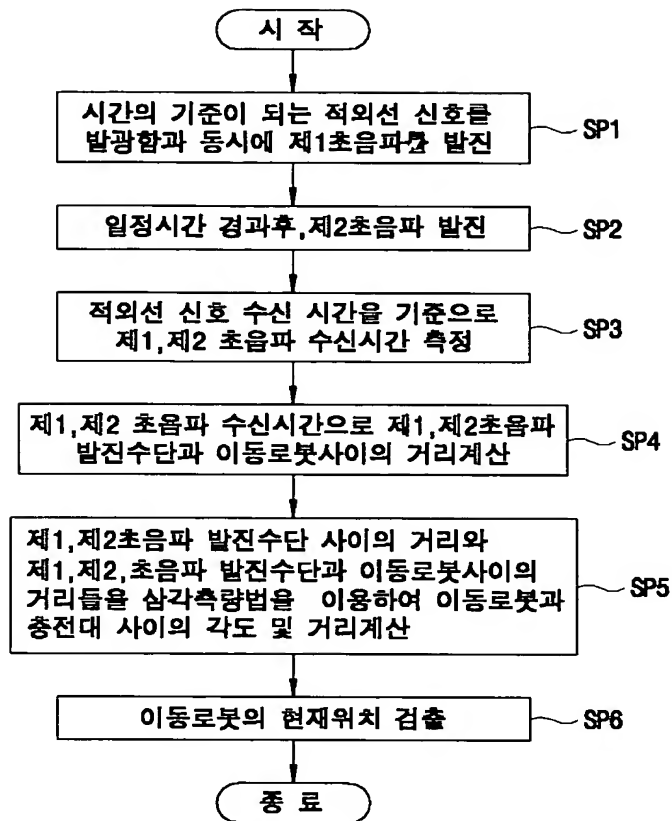 시 작
시간의 기준이 되는 적외선 신호를
발광함과 동시에 제1초음파를 발진
SP1
일정시간 경과후,제2초음파 발진
SP2
적외선 신호 수신 시간을 기준으로
제1,제2 초음파 수신시간 측정
SP3
제1,제2 초음파 수신시간으로 제1,제2초음파
발진수단과 이동로봇사이의 거리계산
SP4
제1,제2초음파 발진수단 사이의 거리와
제1,제2,초음파 발진수단과 이동로봇사이의
거리들을 삼각측량법을 이용하여 이동로봇과
충전대 사이의 각도 및 거리계산
SP5
이동로봇의 현재위치 검출
SP6
종 료